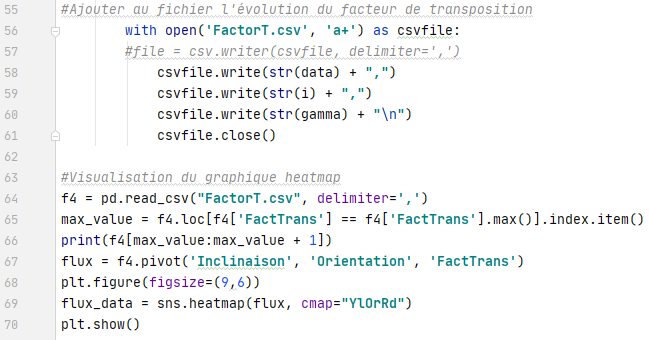 55 #Ajouter au fichier l'évolution du facteur de transposition
56 with open('FactorT.csv', 'a+') as csvfile:
57 #file = csv.writer(csvfile, delimiter=',')
58 csvfile.write(str(data) + ",")
59 csvfile.write(str(i) + ",")
60 csvfile.write(str(gamma) + "\n")
61 csvfile.close()
62
63 #Visualisation du graphique heatmap
64 f4 = pd.read_csv("FactorT.csv", delimiter=',')
65 max_value = f4.loc[f4['FactTrans'] == f4['FactTrans'].max()].index.item()
66 print(f4[max_value:max_value + 1])
67 flux = f4.pivot('Inclinaison', 'Orientation', 'FactTrans')
68 plt.figure(figsize=(9,6))
69 flux_data = sns.heatmap(flux, cmap="YlOrRd")
70 plt.show()